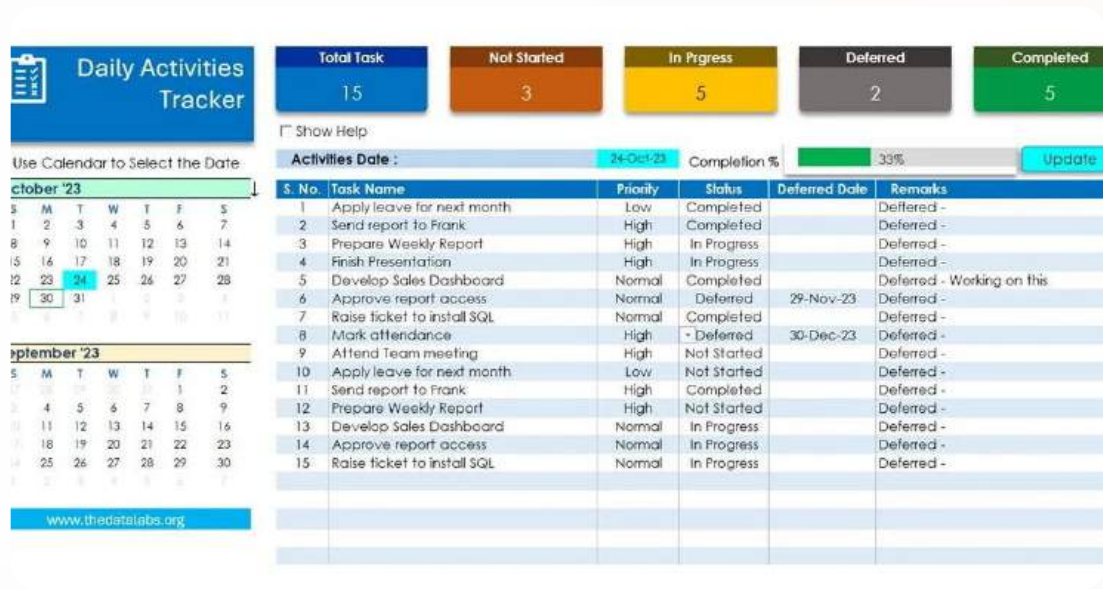 Daily Activities
Tracker
Total Task
15
Not Started
3
In Prgress
5
Deferred
2
Completed
5
Show Help
Use Calendar to Select the Date
Activities Date : 24-Oct-23 Completion % 33% Update
ctober '23 ↓
S M T W T F S
1 2 3 4 5 6 7
8 9 10 11 12 13 14
15 16 17 18 19 20 21
22 23 24 25 26 27 28
29 30 31
eptember '23
S M T W T F S
1 2
4 5 6 7 8 9
11 12 13 14 15 16
18 19 20 21 22 23
25 26 27 28 29 30
www.thedatalabs.org
S. No. Task Name Priority Status Deferred Date Remarks
1 Apply leave for next month Low Completed Deffered -
2 Send report to Frank High Completed Deferred -
3 Prepare Weekly Report High In Progress Deferred -
4 Finish Presentation High In Progress Deferred -
5 Develop Sales Dashboard Normal Completed Deferred - Working on this
6 Approve report access Normal Deferred 29-Nov-23 Deferred -
7 Raise ticket to install SQL Normal Completed Deferred -
8 Mark attendance High Deferred 30-Dec-23 Deferred -
9 Attend Team meeting High Not Started Deferred -
10 Apply leave for next month Low Not Started Deferred -
11 Send report to Frank High Completed Deferred -
12 Prepare Weekly Report High Not Started Deferred -
13 Develop Sales Dashboard Normal In Progress Deferred -
14 Approve report access Normal In Progress Deferred -
15 Raise ticket to install SQL Normal In Progress Deferred -